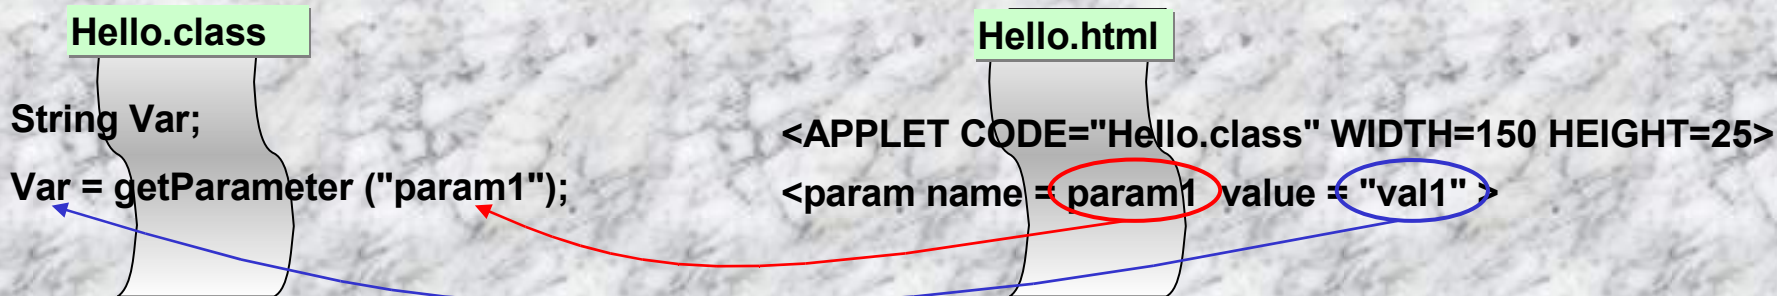 Hello.class
String Var;
Var = getParameter ("param1");
Hello.html
<APPLET CODE="Hello.class" WIDTH=150 HEIGHT=25>
<param name = param1 value = "val1" >